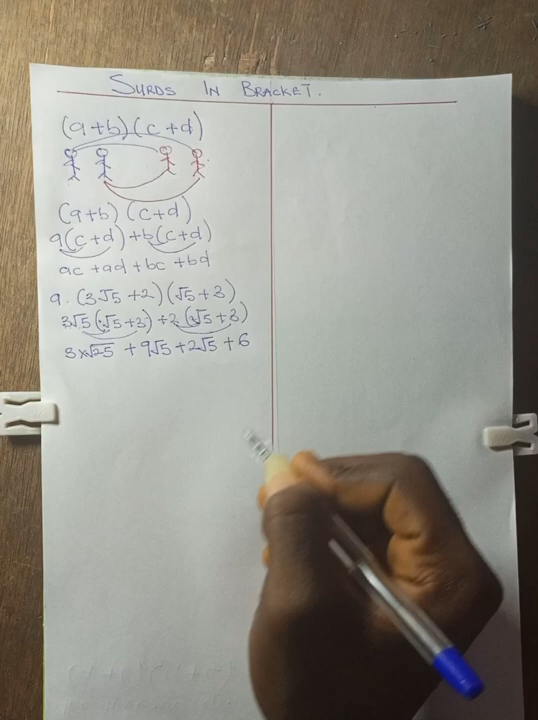 SURDS IN BRACKET.
(a+b)(c+d)
(a+b) (c+d)
a(c+d)+b(c+d)
ac +ad +bc +bd
a. (3√5 +2)(√5+3)
3√5(√5+3)+2(√5+3)
3×√25 + 9√5+2√5 +6